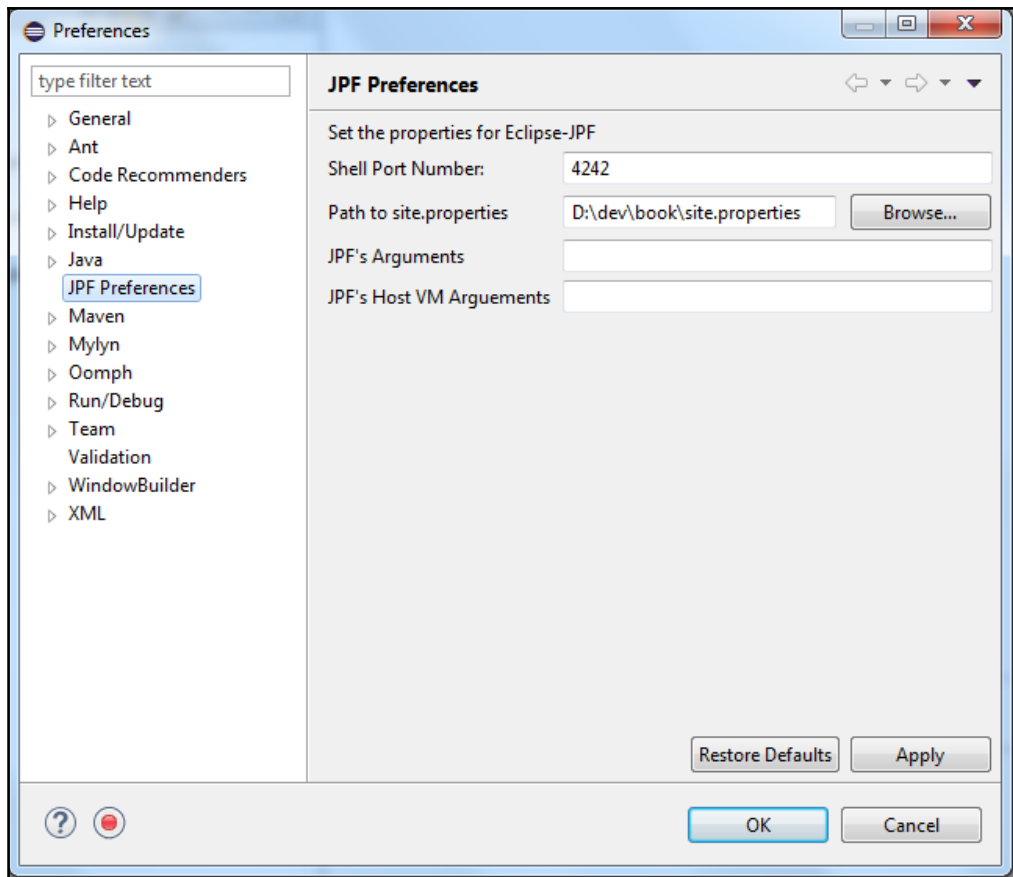 Preferences
type filter text
General
Ant
Code Recommenders
Help
Install/Update
Java
JPF Preferences
Maven
Mylyn
Oomph
Run/Debug
Team
Validation
WindowBuilder
XML
JPF Preferences
Set the properties for Eclipse-JPF
Shell Port Number: 4242
Path to site.properties D:\dev\book\site.properties Browse...
JPF's Arguments
JPF's Host VM Arguements
Restore Defaults Apply
? OK Cancel